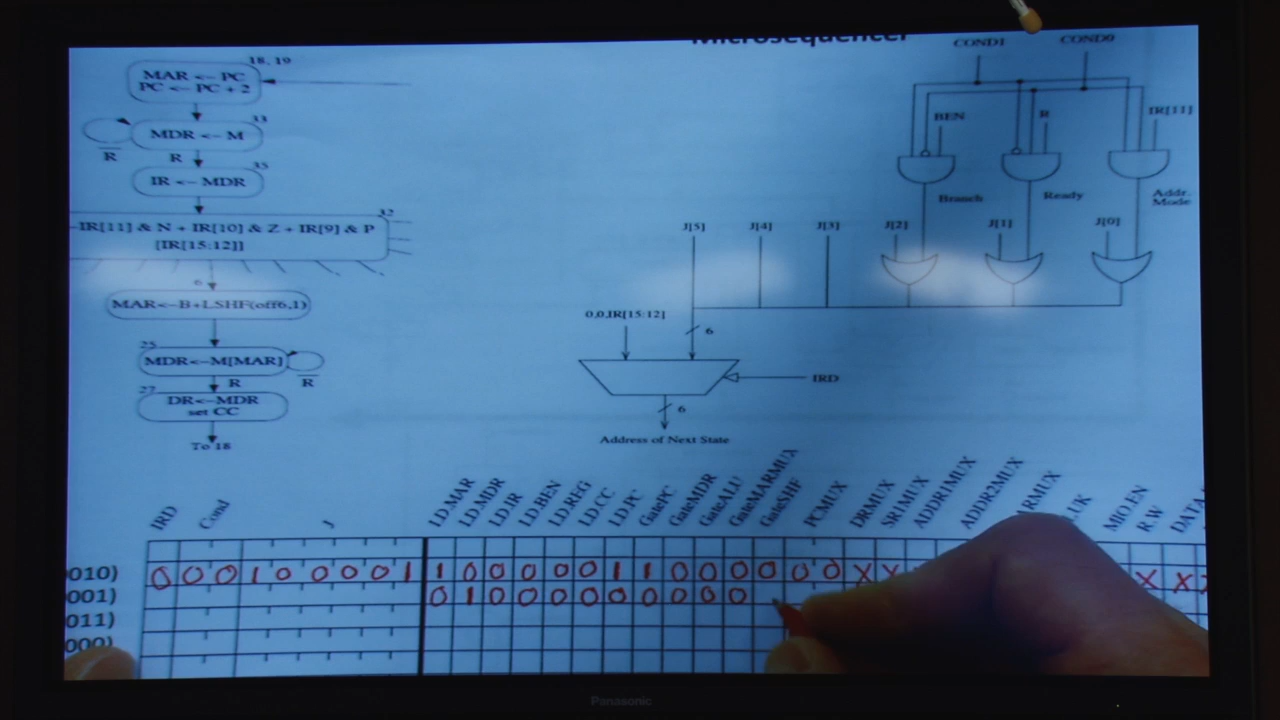 Microsequencer
18, 19
MAR <- PC
PC <- PC + 2
33
MDR <- M
R
R
35
IR <- MDR
32
IR[11] & N + IR[10] & Z + IR[9] & P
[IR[15:12]]
6
MAR<-B+LSHF(off6,1)
25
MDR<-M[MAR]
R
R
27
DR<-MDR
set CC
To 18
COND1
COND0
BEN
R
IR[11]
Branch
Ready
Addr.
Mode
J[5]
J[4]
J[3]
J[2]
J[1]
J[0]
0,0,IR[15:12]
6
IRD
6
Address of Next State
IRD
Cond
J
LD.MAR
LD.MDR
LD.IR
LD.BEN
LD.REG
LD.CC
LD.PC
GatePC
GateMDR
GateALU
GateMARMUX
GateSHF
PCMUX
DRMUX
SR1MUX
ADDR1MUX
ADDR2MUX
ARMUX
UK
MIO.EN
R.W
DATA
010) 0 0 0 1 0 0 0 0 1 1 0 0 0 0 0 1 1 0 0 0 0 0 0 X X X X
001) 0 1 0 0 0 0 0 0 0 0 0
011)
000)
Panasonic